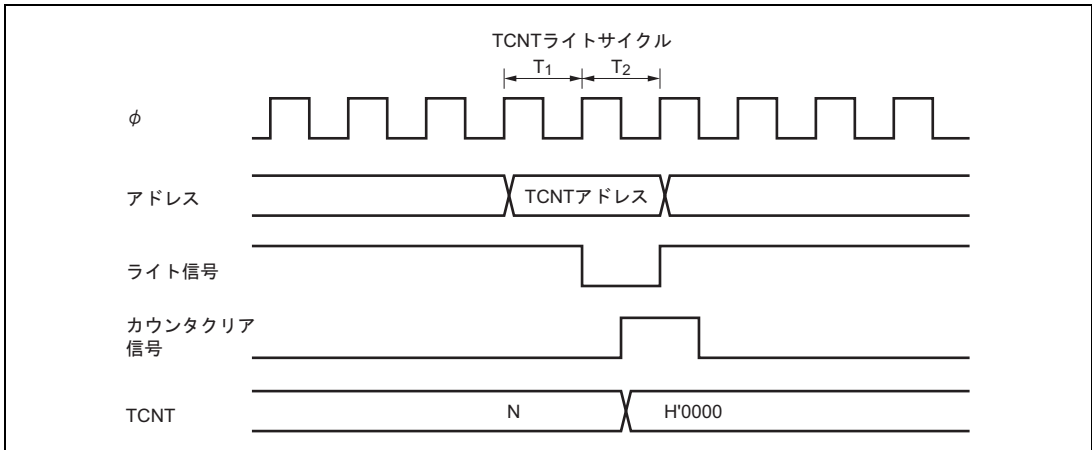 TCNTライトサイクル
T1 T2
φ
アドレス
TCNTアドレス
ライト信号
カウンタクリア
信号
TCNT
N
H'0000